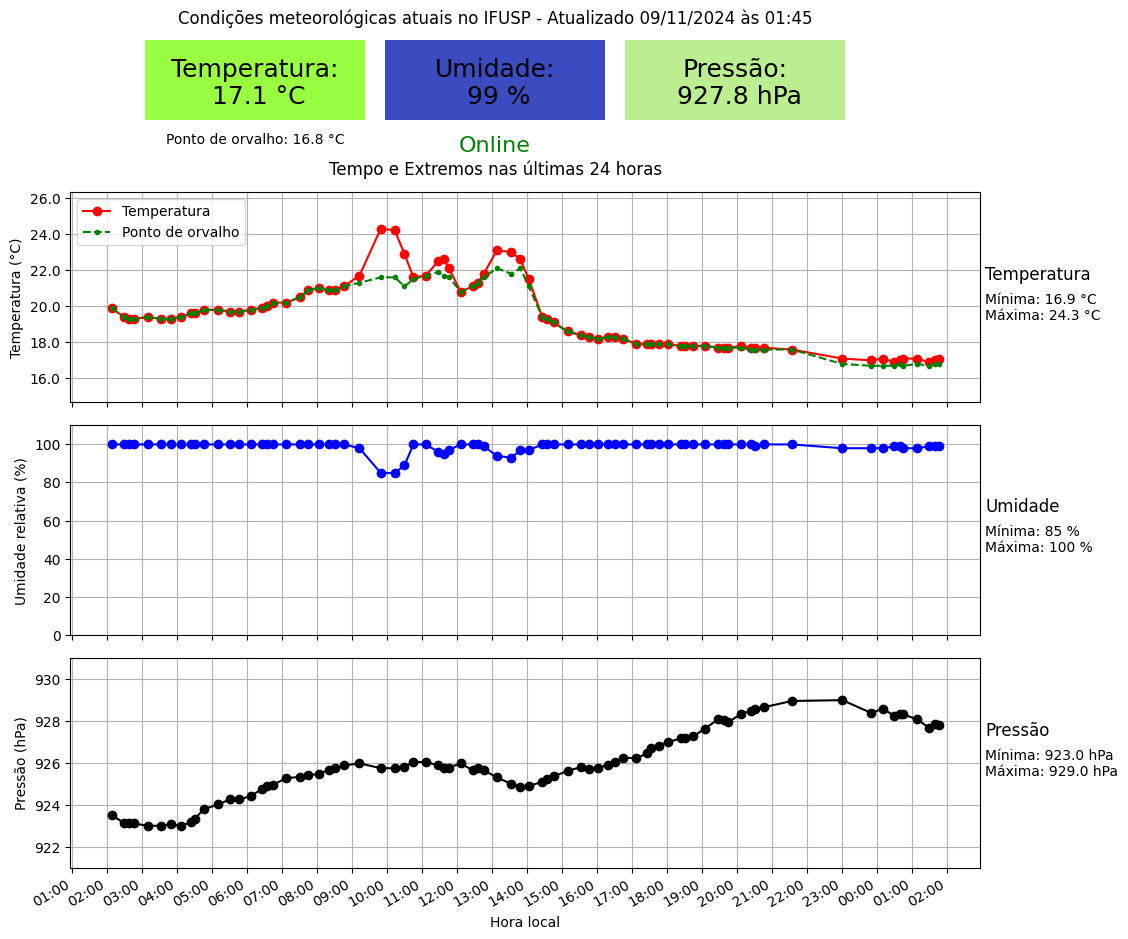 Condições meteorológicas atuais no IFUSP - Atualizado 09/11/2024 às 01:45
Temperatura:
17.1 °C
Umidade:
99 %
Pressão:
927.8 hPa
Ponto de orvalho: 16.8 °C
Online
Tempo e Extremos nas últimas 24 horas
Temperatura (°C)
26.0
24.0
22.0
20.0
18.0
16.0
Temperatura
Ponto de orvalho
Temperatura
Mínima: 16.9 °C
Máxima: 24.3 °C
Umidade relativa (%)
100
80
60
40
20
0
Umidade
Mínima: 85 %
Máxima: 100 %
Pressão (hPa)
930
928
926
924
922
Pressão
Mínima: 923.0 hPa
Máxima: 929.0 hPa
01:00 02:00 03:00 04:00 05:00 06:00 07:00 08:00 09:00 10:00 11:00 12:00 13:00 14:00 15:00 16:00 17:00 18:00 19:00 20:00 21:00 22:00 23:00 00:00 01:00 02:00
Hora local